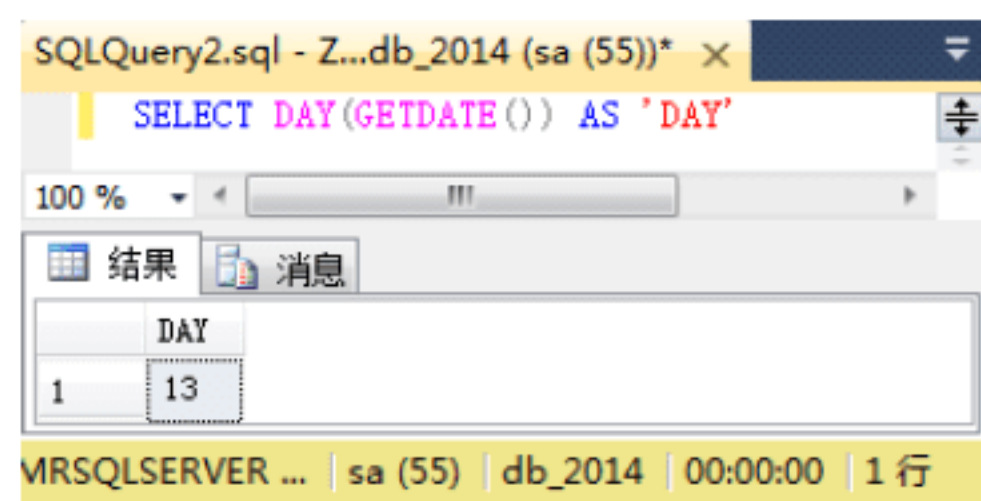 SQLQuery2.sql - Z...db_2014 (sa (55))*
SELECT DAY(GETDATE()) AS 'DAY'
100 %
结果 消息
DAY
1 13
MRSQLSERVER ... sa (55) db_2014 00:00:00 1 行